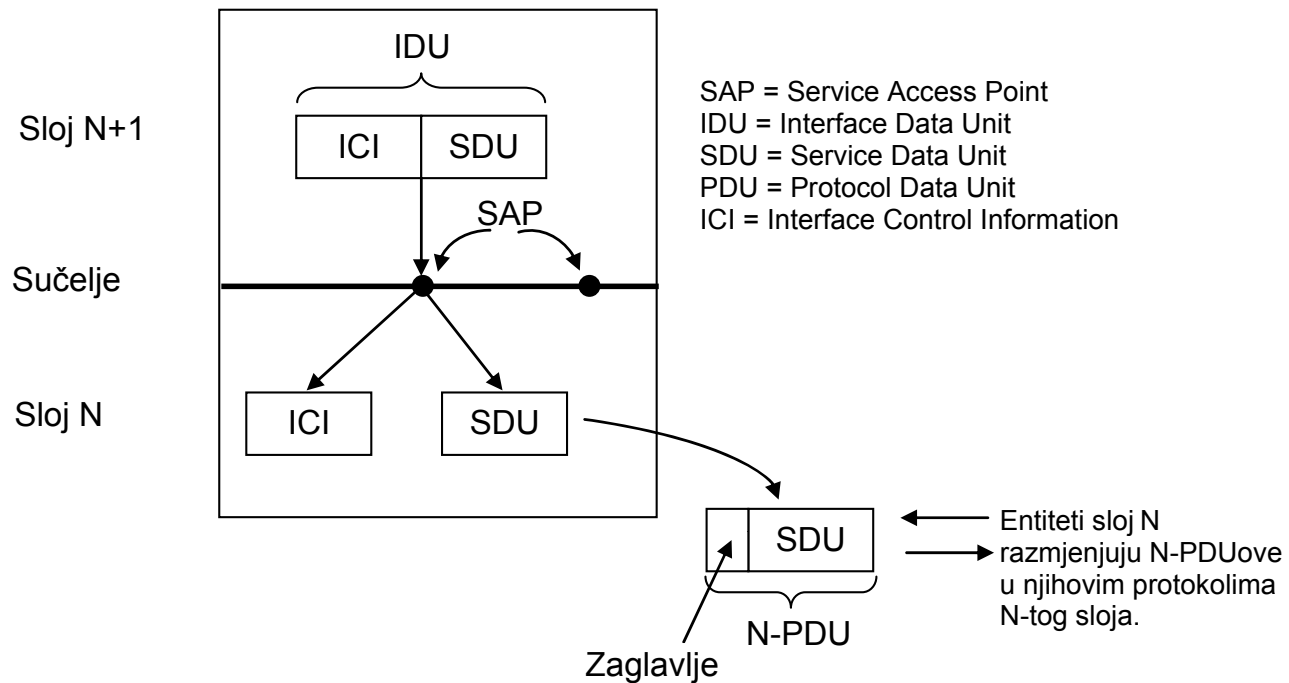 IDU
Sloj N+1
ICI
SDU
SAP = Service Access Point
IDU = Interface Data Unit
SDU = Service Data Unit
PDU = Protocol Data Unit
ICI = Interface Control Information
SAP
Sučelje
Sloj N
ICI
SDU
SDU
Entiteti sloj N
razmjenjuju N-PDUove
u njihovim protokolima
N-tog sloja.
N-PDU
Zaglavlje